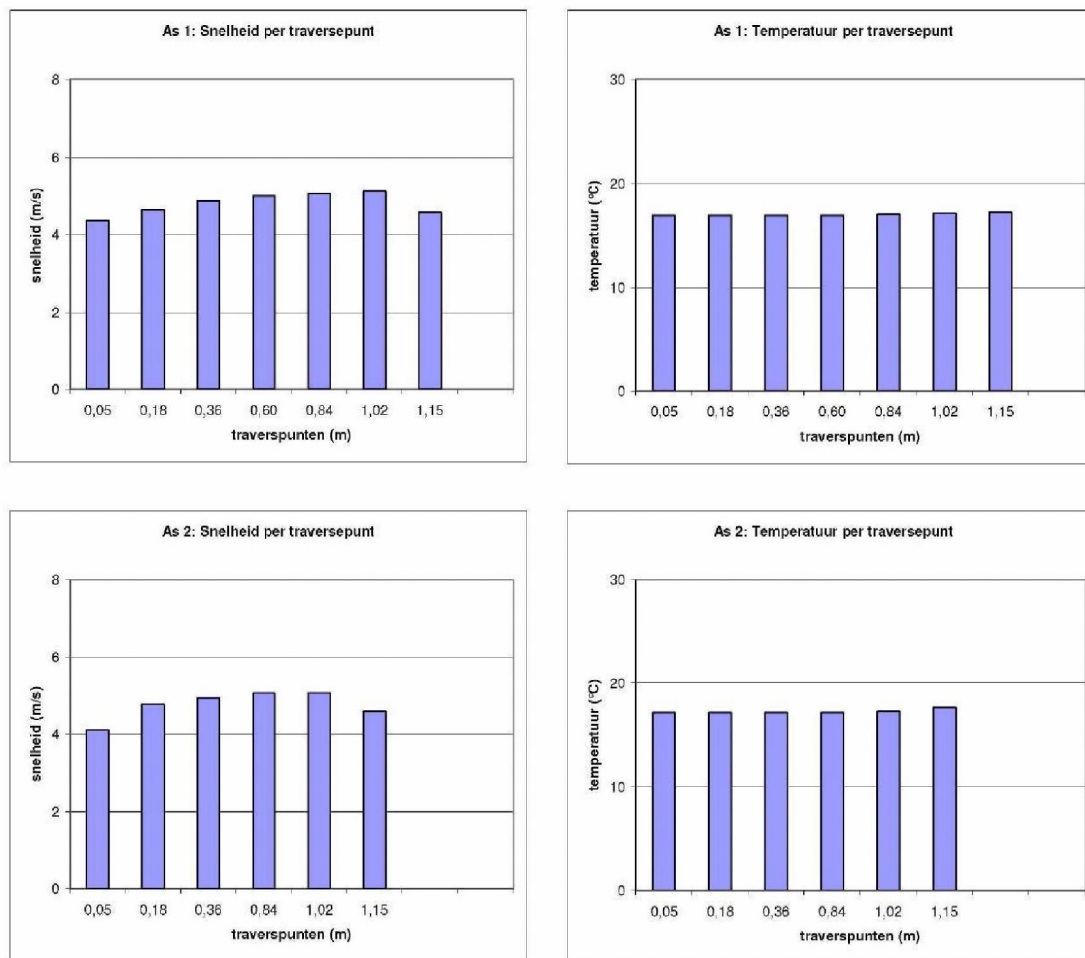 As 1: Snelheid per traversepunt
8
6
4
2
0
snelheid (m/s)
0,05 0,18 0,36 0,60 0,84 1,02 1,15
traverspunten (m)
As 1: Temperatuur per traversepunt
30
20
10
0
temperatuur (°C)
0,05 0,18 0,36 0,60 0,84 1,02 1,15
traverspunten (m)
As 2: Snelheid per traversepunt
8
6
4
2
0
snelheid (m/s)
0,05 0,18 0,36 0,84 1,02 1,15
traverspunten (m)
As 2: Temperatuur per traversepunt
30
20
10
0
temperatuur (°C)
0,05 0,18 0,36 0,84 1,02 1,15
traverspunten (m)